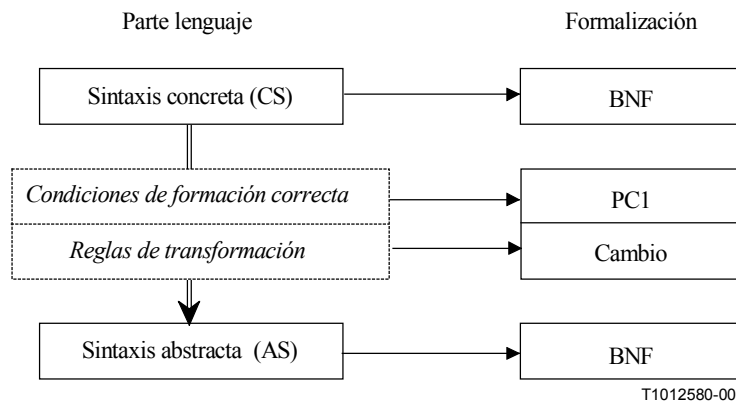 Parte lenguaje
Formalización
Sintaxis concreta (CS)
BNF
Condiciones de formación correcta
PC1
Reglas de transformación
Cambio
Sintaxis abstracta (AS)
BNF
T1012580-00